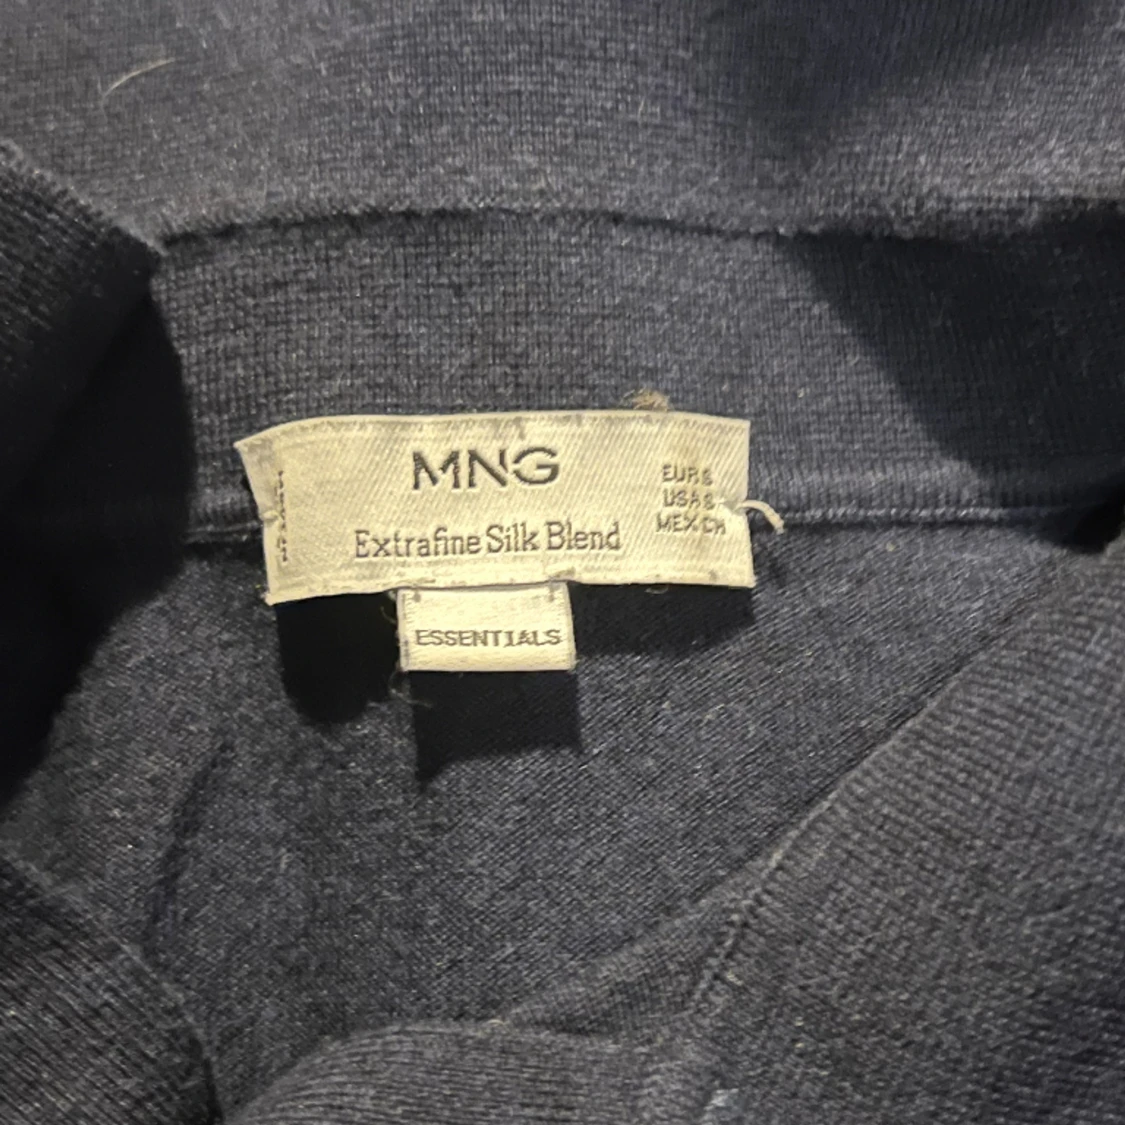 MNG
Extrafine Silk Blend
EUR S
USA S
MEX CH
ESSENTIALS